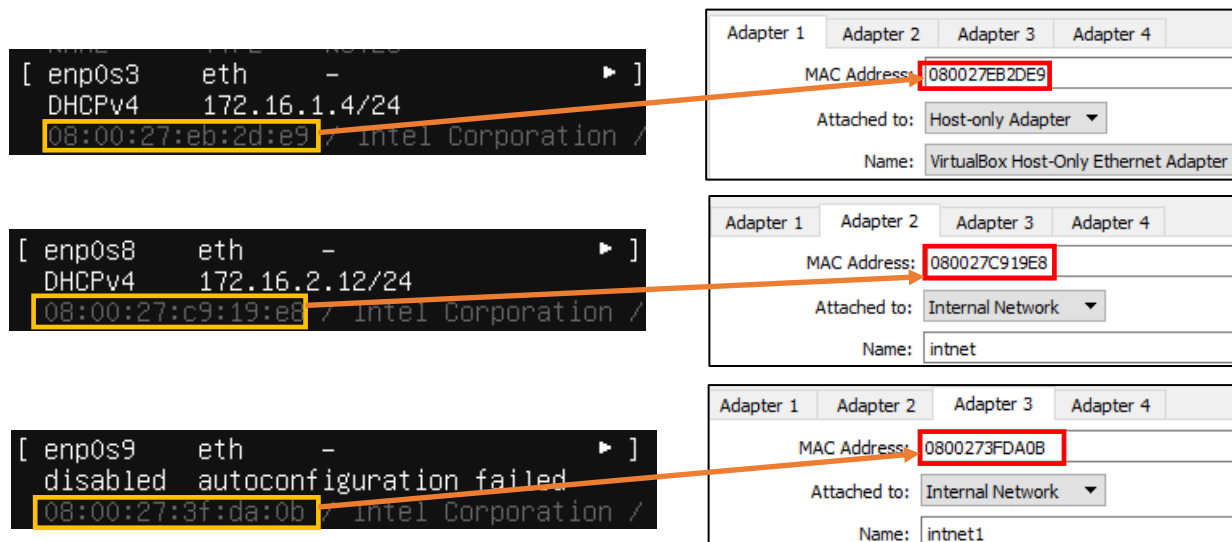 [ enp0s3 eth - ▸ ]
DHCPv4 172.16.1.4/24
08:00:27:eb:2d:e9 / Intel Corporation /
Adapter 1 Adapter 2 Adapter 3 Adapter 4
MAC Address: 080027EB2DE9
Attached to: Host-only Adapter
Name: VirtualBox Host-Only Ethernet Adapter
[ enp0s8 eth - ▸ ]
DHCPv4 172.16.2.12/24
08:00:27:c9:19:e8 / Intel Corporation /
Adapter 1 Adapter 2 Adapter 3 Adapter 4
MAC Address: 080027C919E8
Attached to: Internal Network
Name: intnet
[ enp0s9 eth - ▸ ]
disabled autoconfiguration failed
08:00:27:3f:da:0b / Intel Corporation /
Adapter 1 Adapter 2 Adapter 3 Adapter 4
MAC Address: 0800273FDA0B
Attached to: Internal Network
Name: intnet1